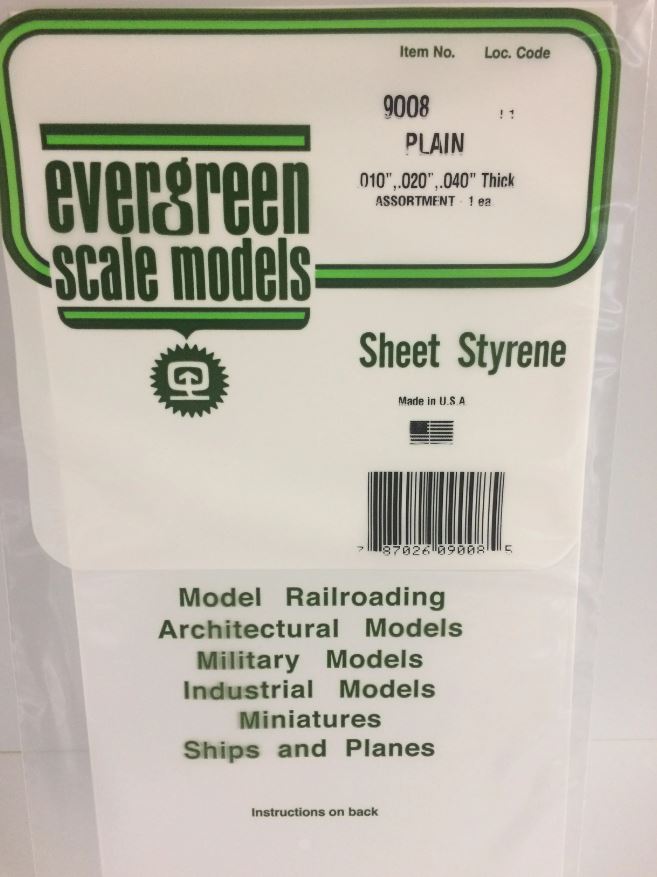 Item No. Loc. Code
9008 11
PLAIN
.010",.020",.040" Thick
ASSORTMENT - 1 ea
evergreen
scale models
Sheet Styrene
Made in U.S.A
7 87026 09008 5
Model Railroading
Architectural Models
Military Models
Industrial Models
Miniatures
Ships and Planes
Instructions on back